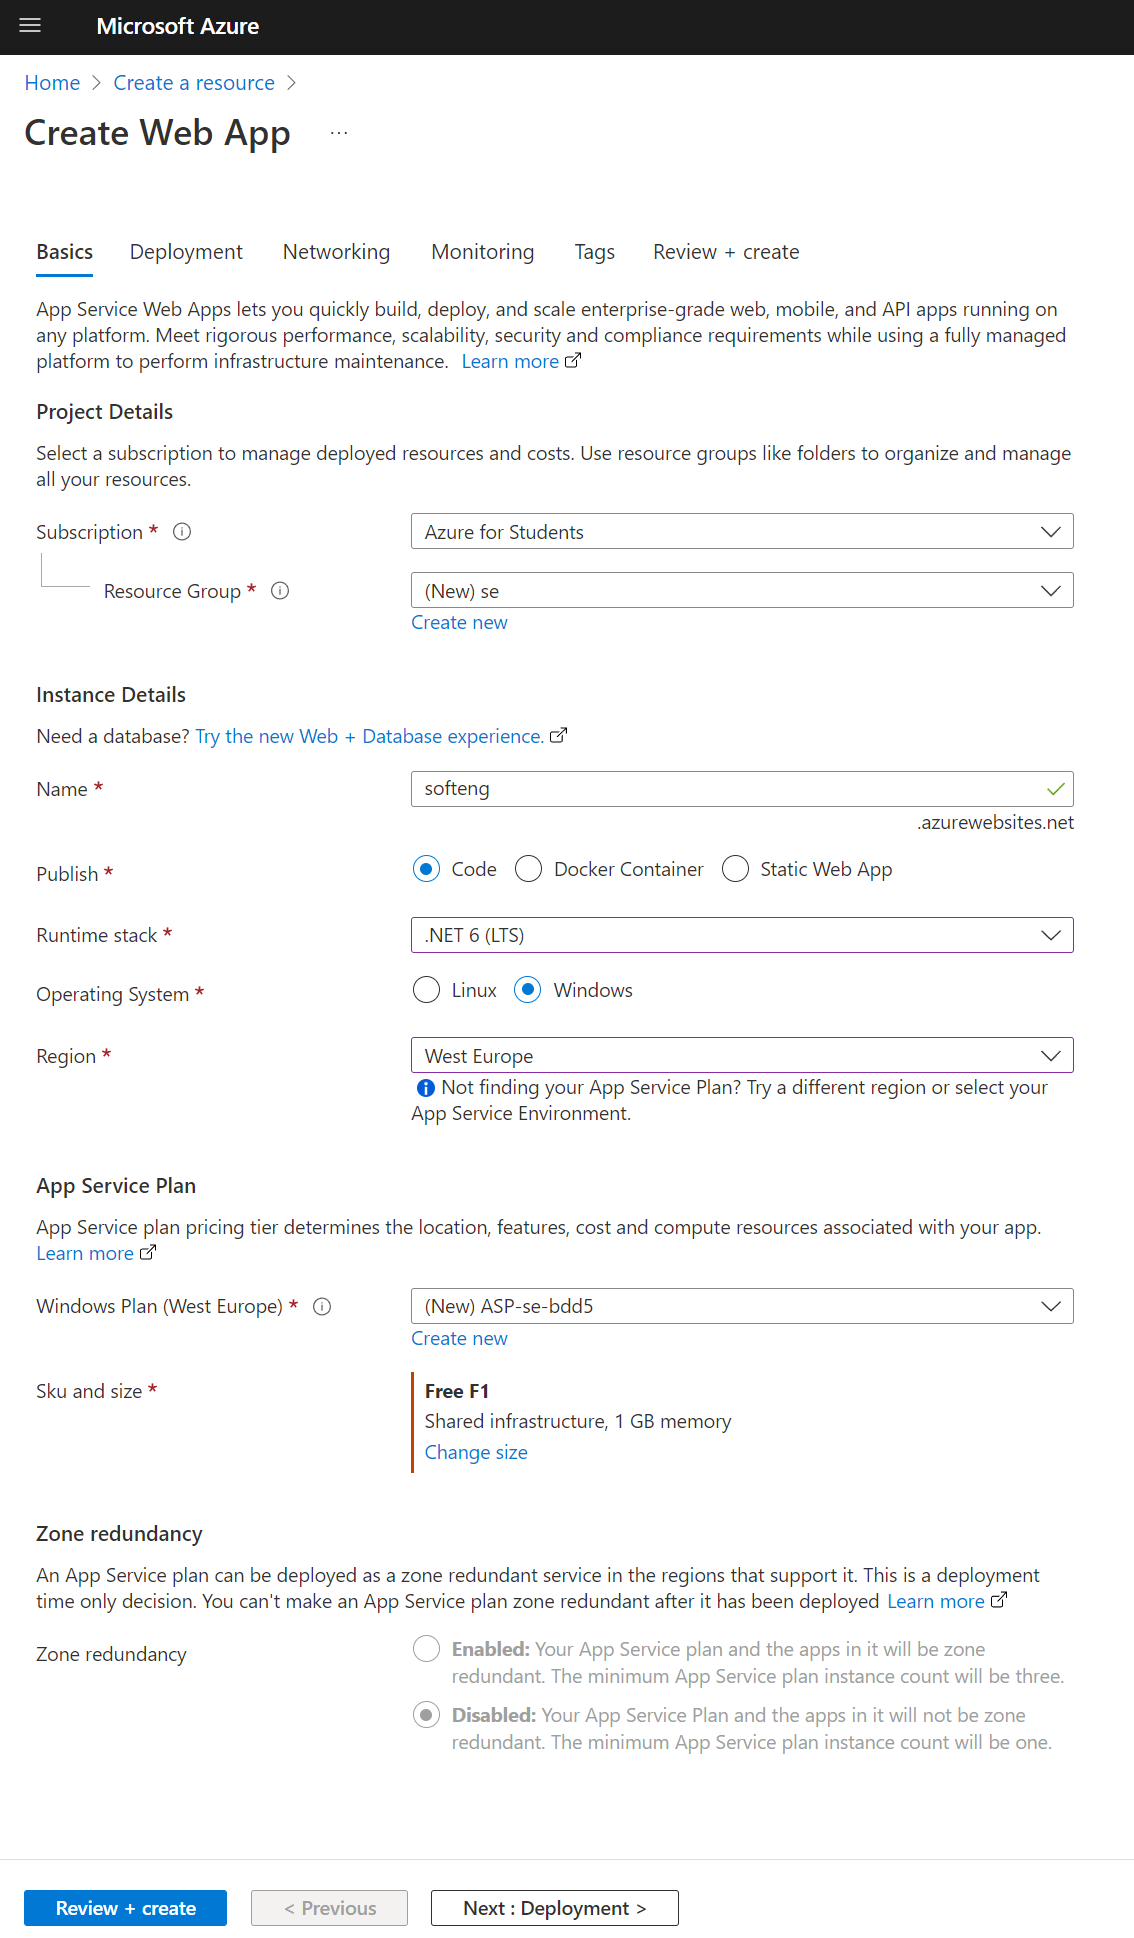 Microsoft Azure
Home > Create a resource >
Create Web App ...
Basics Deployment Networking Monitoring Tags Review + create
App Service Web Apps lets you quickly build, deploy, and scale enterprise-grade web, mobile, and API apps running on
any platform. Meet rigorous performance, scalability, security and compliance requirements while using a fully managed
platform to perform infrastructure maintenance. Learn more
Project Details
Select a subscription to manage deployed resources and costs. Use resource groups like folders to organize and manage
all your resources.
Subscription * Azure for Students
Resource Group * (New) se
Create new
Instance Details
Need a database? Try the new Web + Database experience.
Name * softeng
.azurewebsites.net
Publish * Code Docker Container Static Web App
Runtime stack * .NET 6 (LTS)
Operating System * Linux Windows
Region * West Europe
Not finding your App Service Plan? Try a different region or select your
App Service Environment.
App Service Plan
App Service plan pricing tier determines the location, features, cost and compute resources associated with your app.
Learn more
Windows Plan (West Europe) * (New) ASP-se-bdd5
Create new
Sku and size * Free F1
Shared infrastructure, 1 GB memory
Change size
Zone redundancy
An App Service plan can be deployed as a zone redundant service in the regions that support it. This is a deployment
time only decision. You can't make an App Service plan zone redundant after it has been deployed Learn more
Zone redundancy Enabled: Your App Service plan and the apps in it will be zone
redundant. The minimum App Service plan instance count will be three.
Disabled: Your App Service Plan and the apps in it will not be zone
redundant. The minimum App Service plan instance count will be one.
Review + create < Previous Next : Deployment >